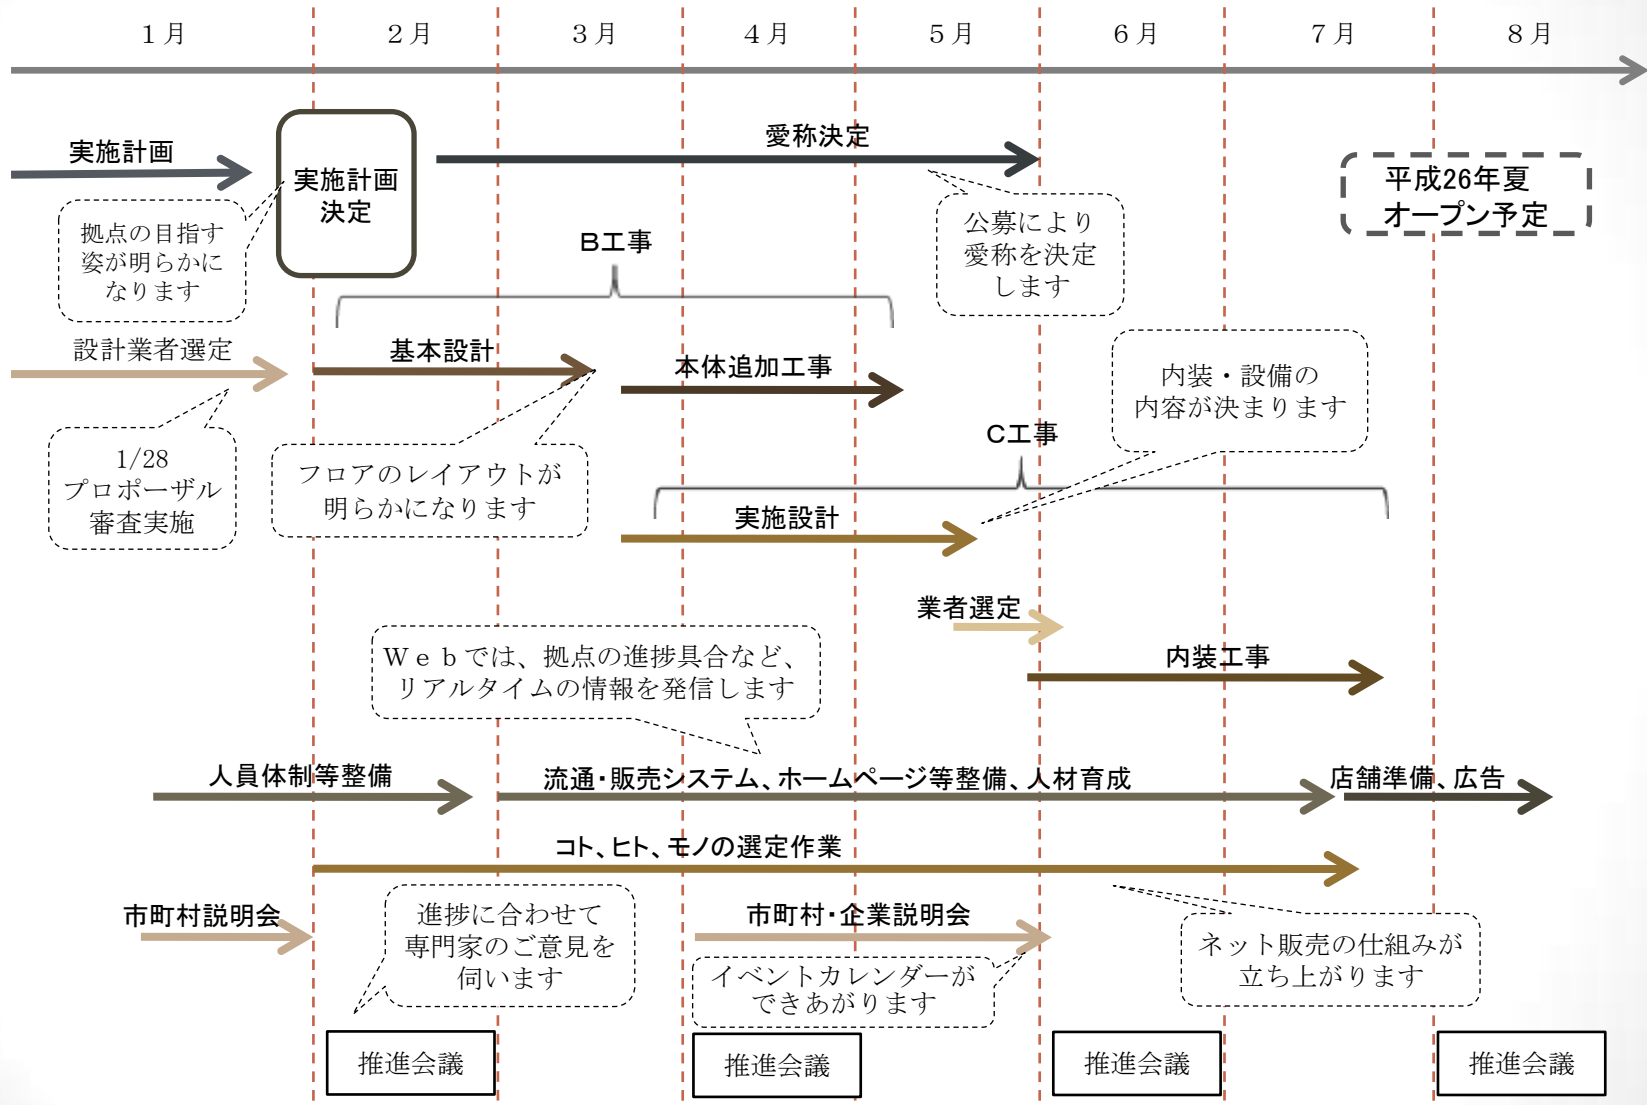 １月
２月
３月
４月
５月
６月
７月
８月
実施計画
実施計画
決定
愛称決定
平成26年夏
オープン予定
拠点の目指す
姿が明らかに
なります
公募により
愛称を決定
します
Ｂ工事
設計業者選定
基本設計
本体追加工事
内装・設備の
内容が決まります
1/28
プロポーザル
審査実施
フロアのレイアウトが
明らかになります
Ｃ工事
実施設計
業者選定
内装工事
Ｗｅｂでは、拠点の進捗具合など、
リアルタイムの情報を発信します
人員体制等整備
流通・販売システム、ホームページ等整備、人材育成
店舗準備、広告
コト、ヒト、モノの選定作業
市町村説明会
進捗に合わせて
専門家のご意見を
伺います
市町村・企業説明会
イベントカレンダーが
できあがります
ネット販売の仕組みが
立ち上がります
推進会議
推進会議
推進会議
推進会議